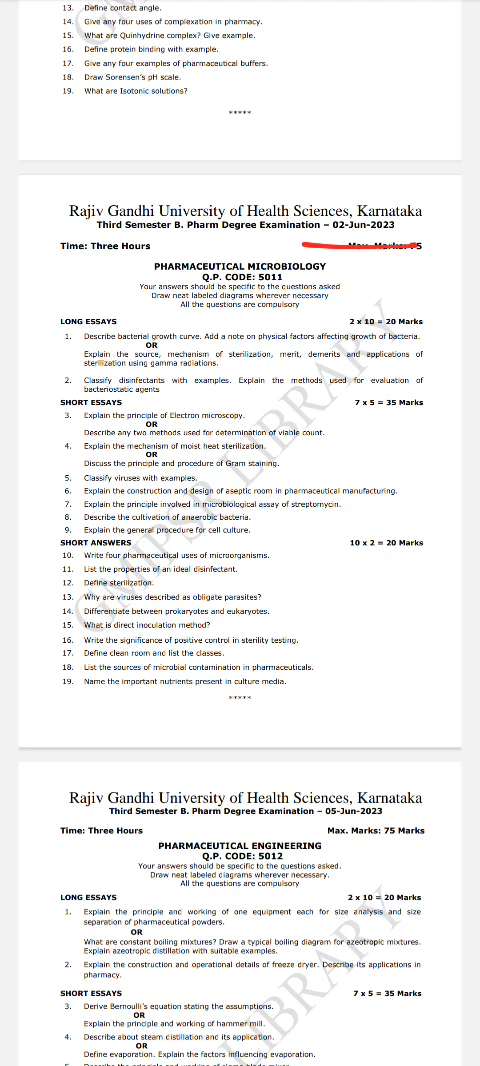 13. Define contact angle.
14. Give any four uses of complexation in pharmacy.
15. What are Quinhydrine complex? Give example.
16. Define protein binding with example.
17. Give any four examples of pharmaceutical buffers.
18. Draw Sorensen's pH scale.
19. What are Isotonic solutions?
*****
Rajiv Gandhi University of Health Sciences, Karnataka
Third Semester B. Pharm Degree Examination – 02-Jun-2023
Time: Three Hours Max. Marks: 5
PHARMACEUTICAL MICROBIOLOGY
Q.P. CODE: 5011
Your answers should be specific to the questions asked
Draw neat labeled diagrams wherever necessary
All the questions are compulsory
LONG ESSAYS 2 x 10 = 20 Marks
1. Describe bacterial growth curve. Add a note on physical factors affecting growth of bacteria.
OR
Explain the source, mechanism of sterilization, merit, demerits and applications of
sterilization using gamma radiations.
2. Classify disinfectants with examples. Explain the methods used for evaluation of
bacteriostatic agents
SHORT ESSAYS 7 x 5 = 35 Marks
3. Explain the principle of Electron microscopy.
OR
Describe any two methods used for determination of viable count.
4. Explain the mechanism of moist heat sterilization.
OR
Discuss the principle and procedure of Gram staining.
5. Classify viruses with examples.
6. Explain the construction and design of aseptic room in pharmaceutical manufacturing.
7. Explain the principle involved in microbiological assay of streptomycin.
8. Describe the cultivation of anaerobic bacteria.
9. Explain the general procedure for cell culture.
SHORT ANSWERS 10 x 2 = 20 Marks
10. Write four pharmaceutical uses of microorganisms.
11. List the properties of an ideal disinfectant.
12. Define sterilization.
13. Why are viruses described as obligate parasites?
14. Differentiate between prokaryotes and eukaryotes.
15. What is direct inoculation method?
16. Write the significance of positive control in sterility testing.
17. Define clean room and list the classes.
18. List the sources of microbial contamination in pharmaceuticals.
19. Name the important nutrients present in culture media.
*****
GMIPSR LIBRARY
Rajiv Gandhi University of Health Sciences, Karnataka
Third Semester B. Pharm Degree Examination – 05-Jun-2023
Time: Three Hours Max. Marks: 75 Marks
PHARMACEUTICAL ENGINEERING
Q.P. CODE: 5012
Your answers should be specific to the questions asked.
Draw neat labeled diagrams wherever necessary.
All the questions are compulsory
LONG ESSAYS 2 x 10 = 20 Marks
1. Explain the principle and working of one equipment each for size analysis and size
separation of pharmaceutical powders.
OR
What are constant boiling mixtures? Draw a typical boiling diagram for azeotropic mixtures.
Explain azeotropic distillation with suitable examples.
2. Explain the construction and operational details of freeze dryer. Describe its applications in
pharmacy.
SHORT ESSAYS 7 x 5 = 35 Marks
3. Derive Bernoulli's equation stating the assumptions.
OR
Explain the principle and working of hammer mill.
4. Describe about steam distillation and its application.
OR
Define evaporation. Explain the factors influencing evaporation.
LIBRARY